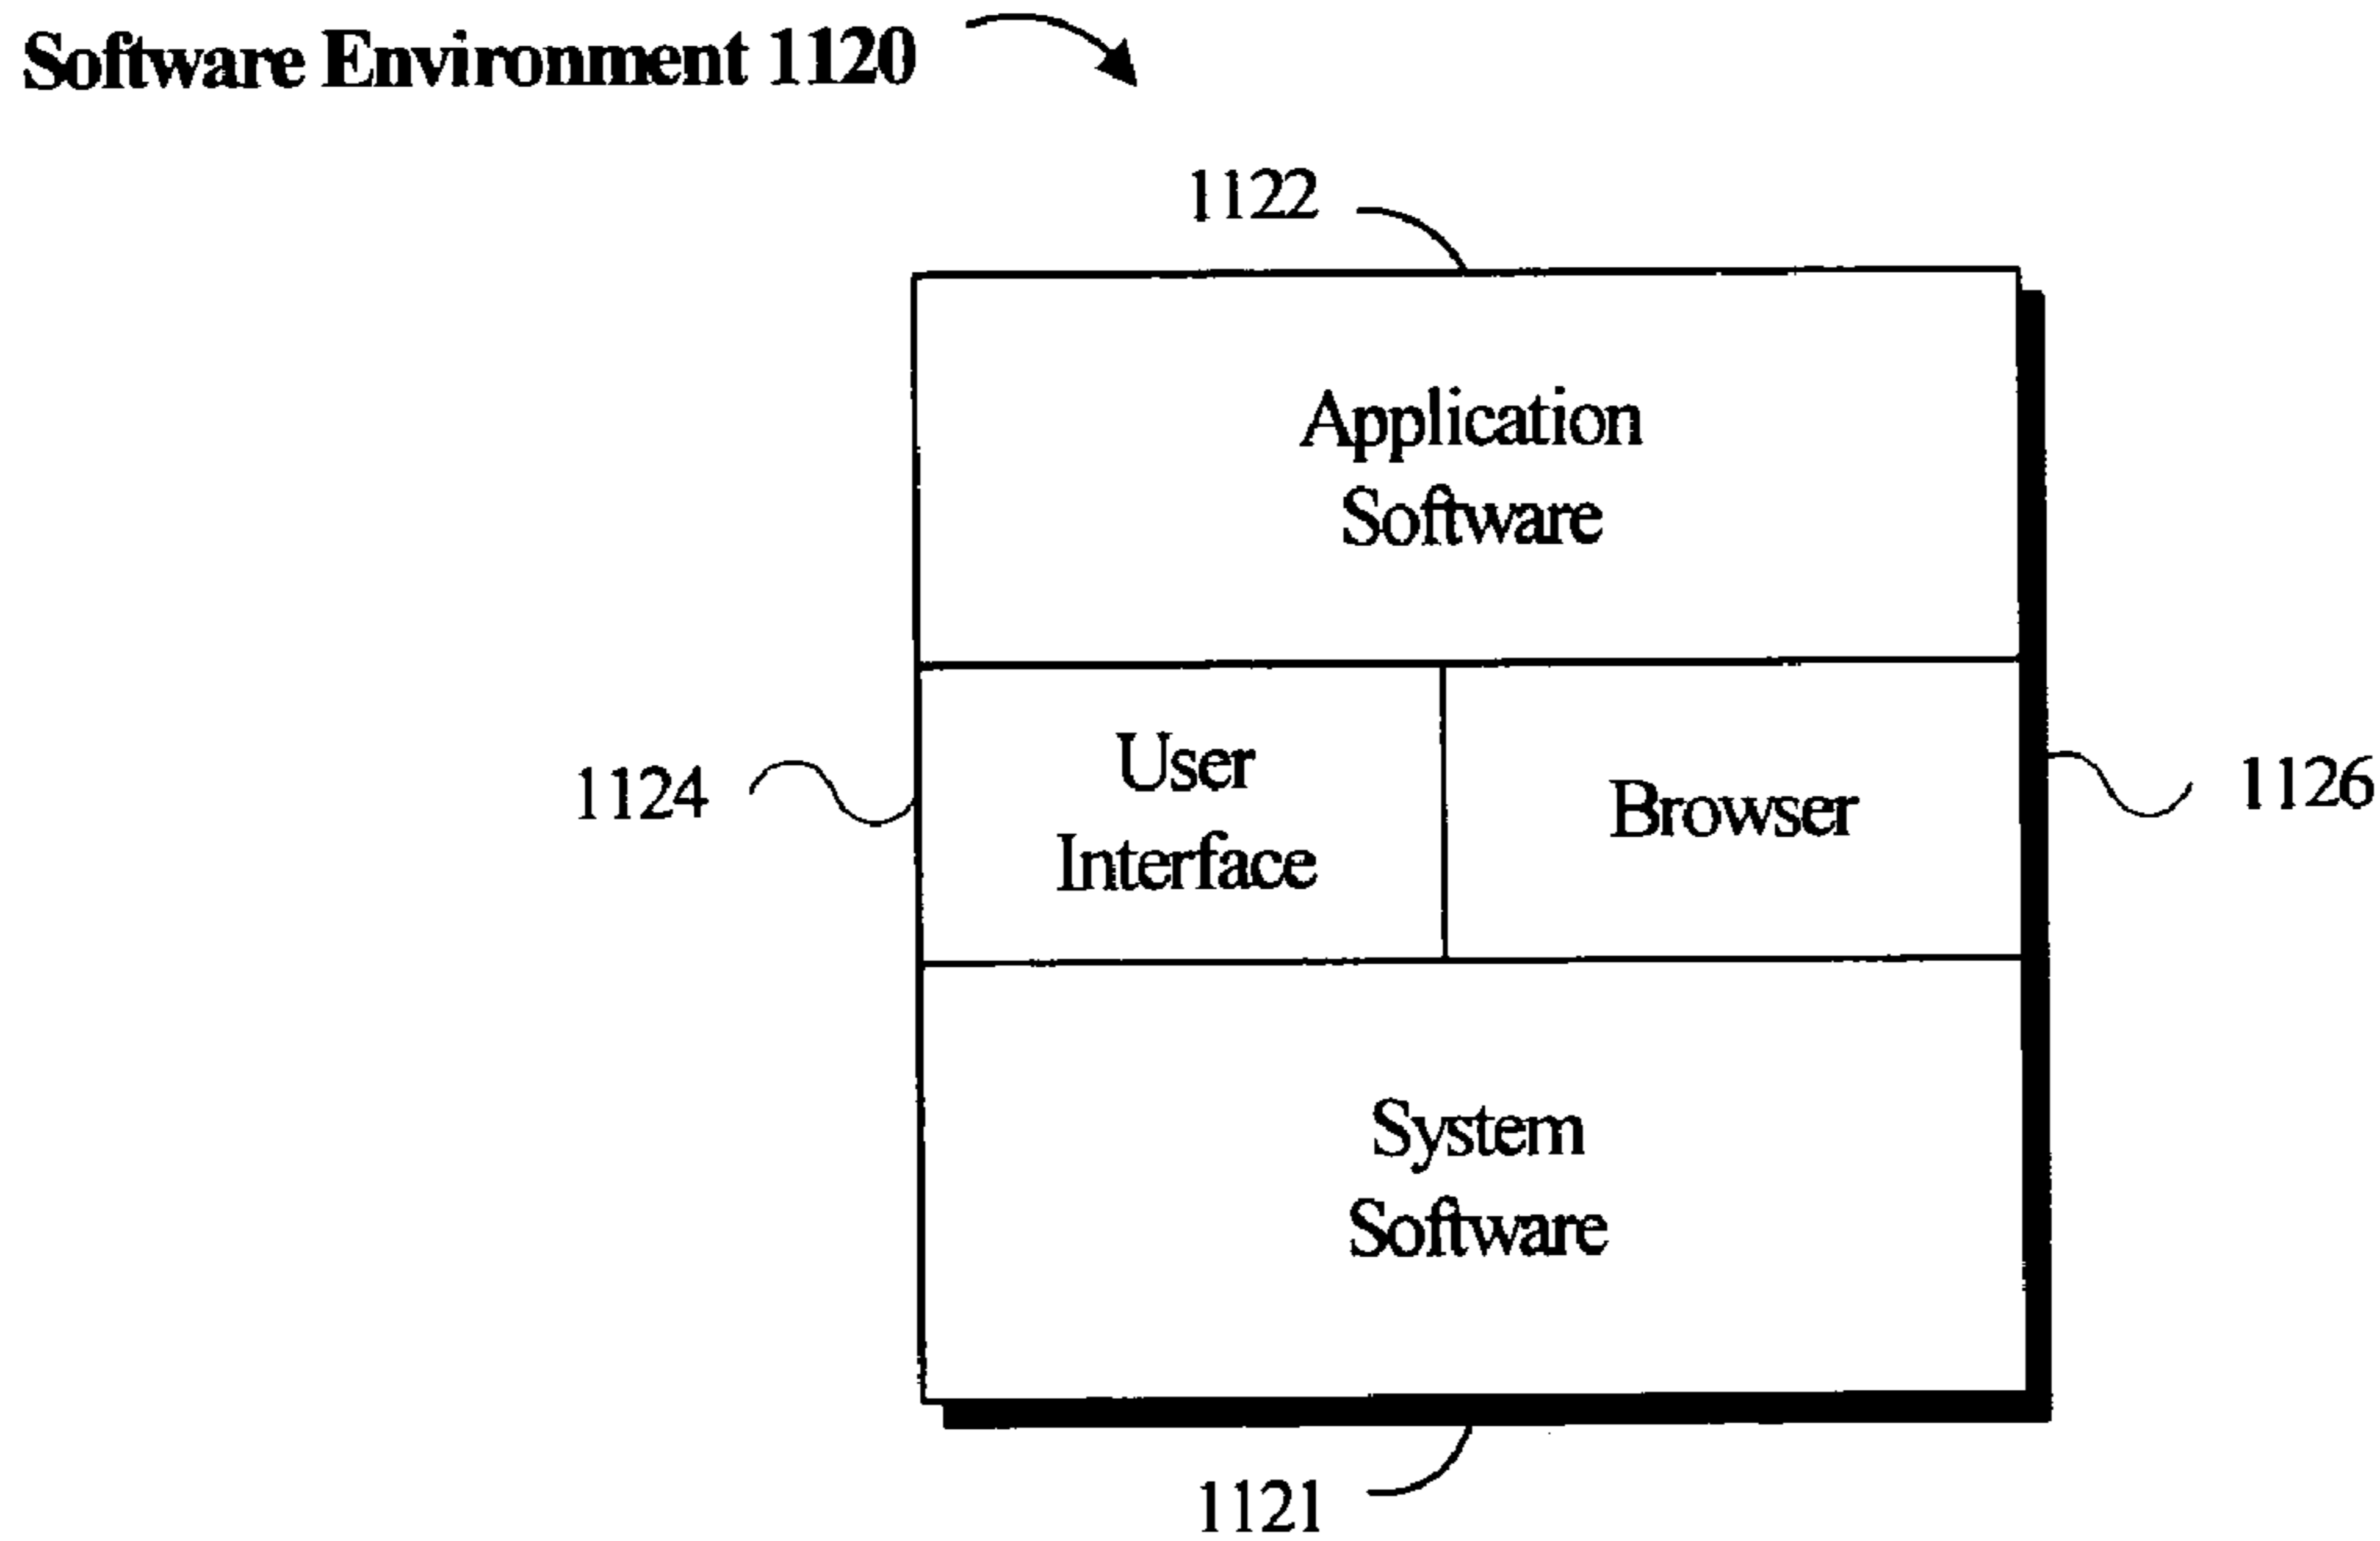 Software Environment 1120
1122
Application
Software
User
Interface
Browser
1124
1126
System
Software
1121